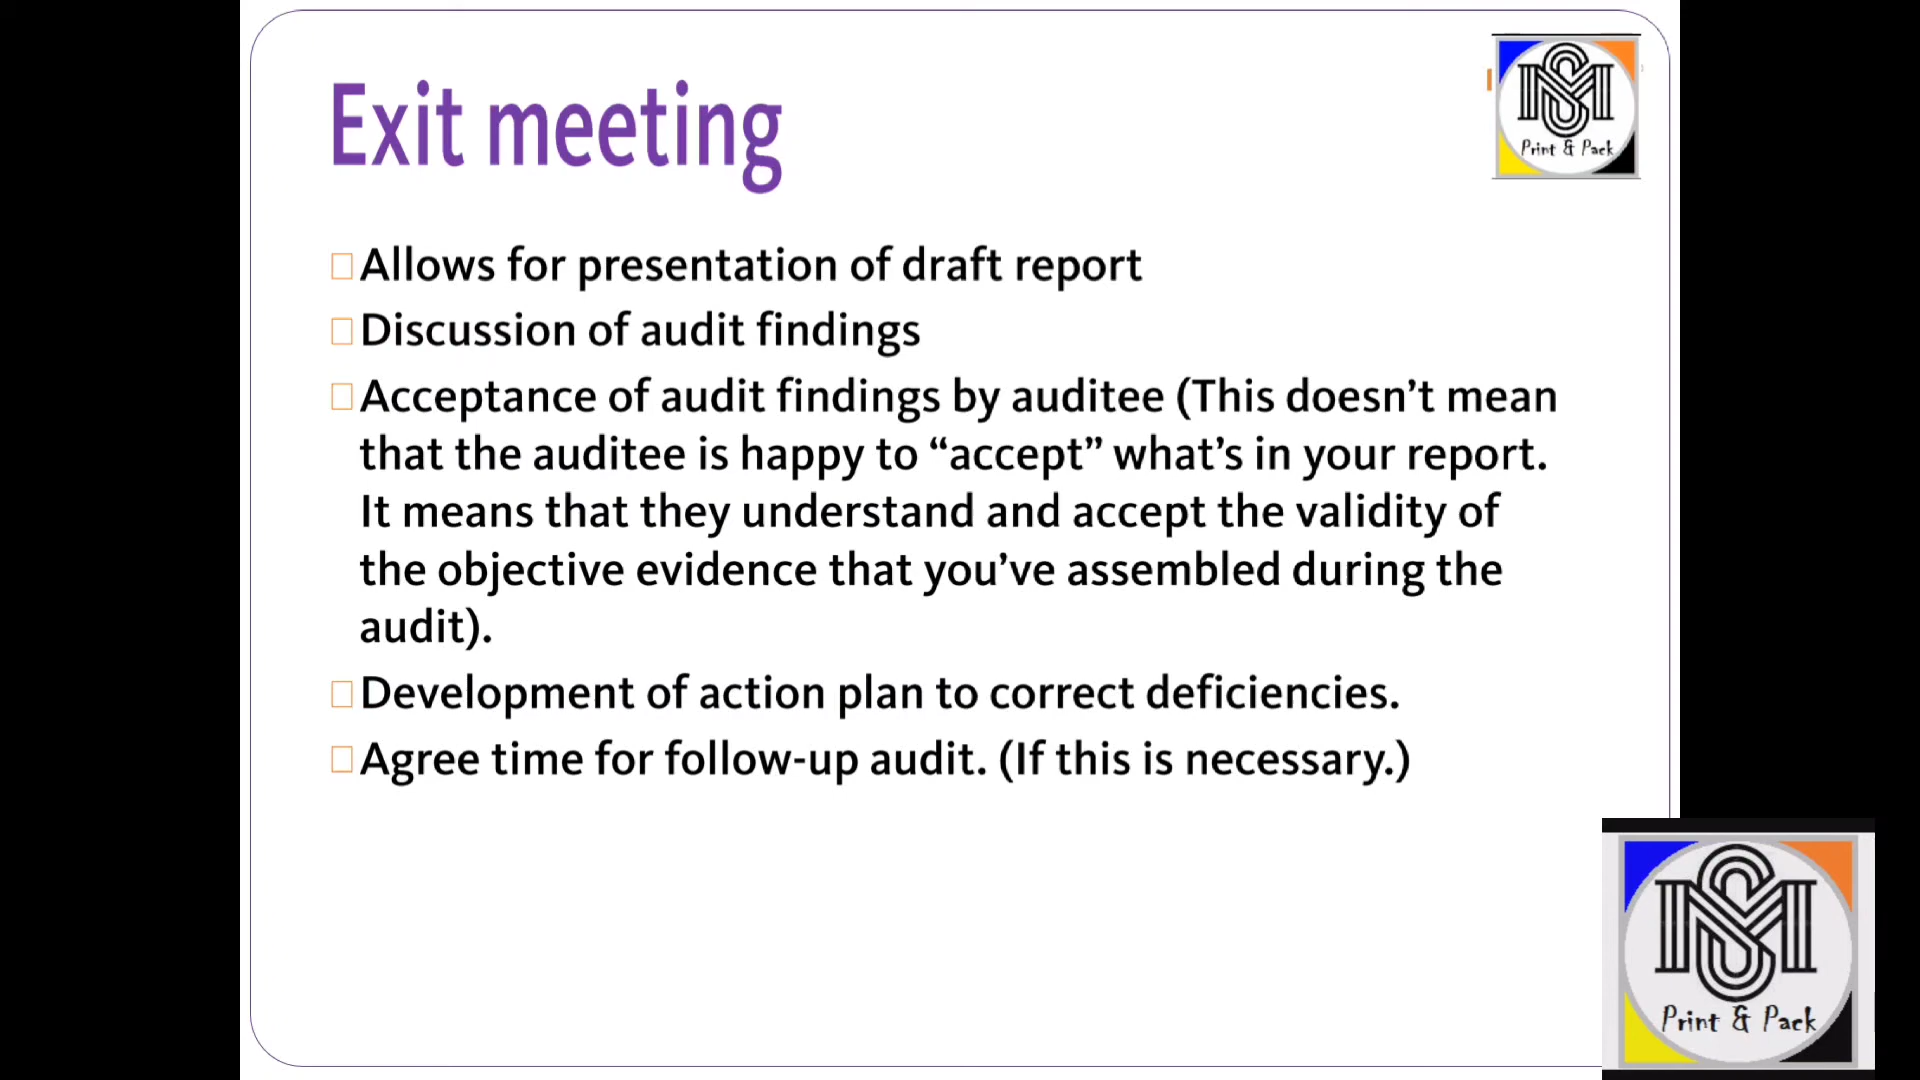 Exit meeting
Print & Pack
Allows for presentation of draft report
Discussion of audit findings
Acceptance of audit findings by auditee (This doesn’t mean
that the auditee is happy to “accept” what’s in your report.
It means that they understand and accept the validity of
the objective evidence that you’ve assembled during the
audit).
Development of action plan to correct deficiencies.
Agree time for follow-up audit. (If this is necessary.)
Print & Pack